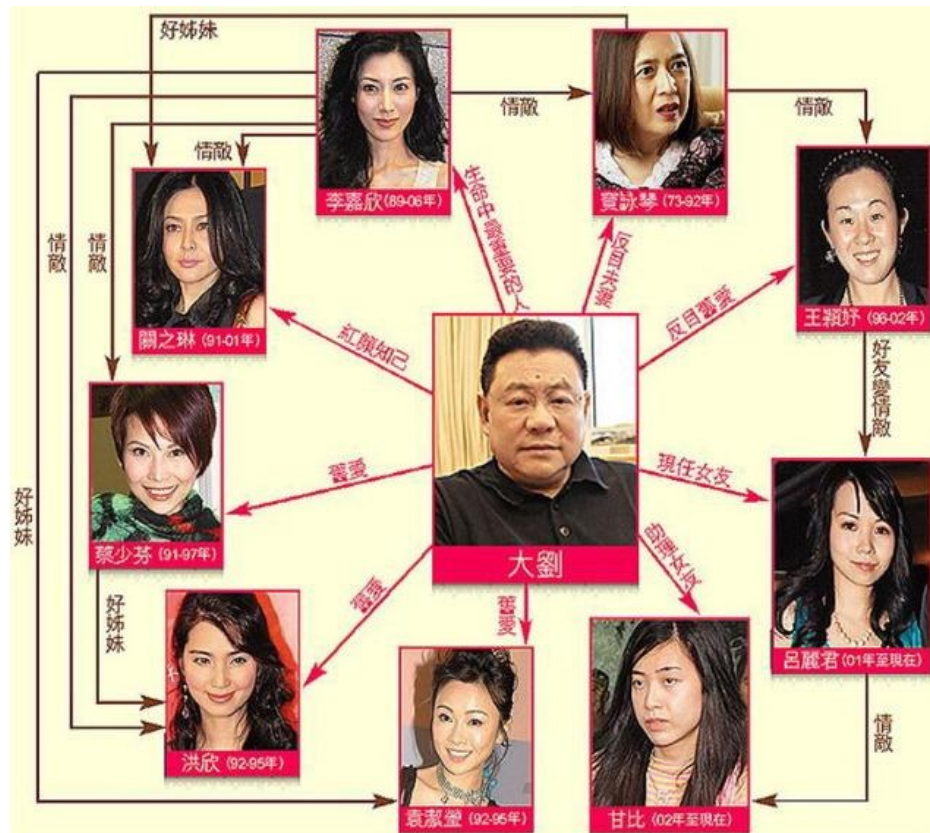 好姊妹
情敵
情敵
情敵
李嘉欣 (89-06年)
寶詠琴 (73-92年)
情敵
情敵
生命中最重要的人
反目夫妻
反目舊愛
王穎妤 (96-02年)
關之琳 (91-01年)
紅顏知己
好友變情敵
舊愛
現任女友
好姊妹
蔡少芬 (91-97年)
大劉
助理女友
舊愛
舊愛
好姊妹
呂麗君 (01年至現在)
洪欣 (92-95年)
情敵
袁潔瑩 (92-95年)
甘比 (02年至現在)